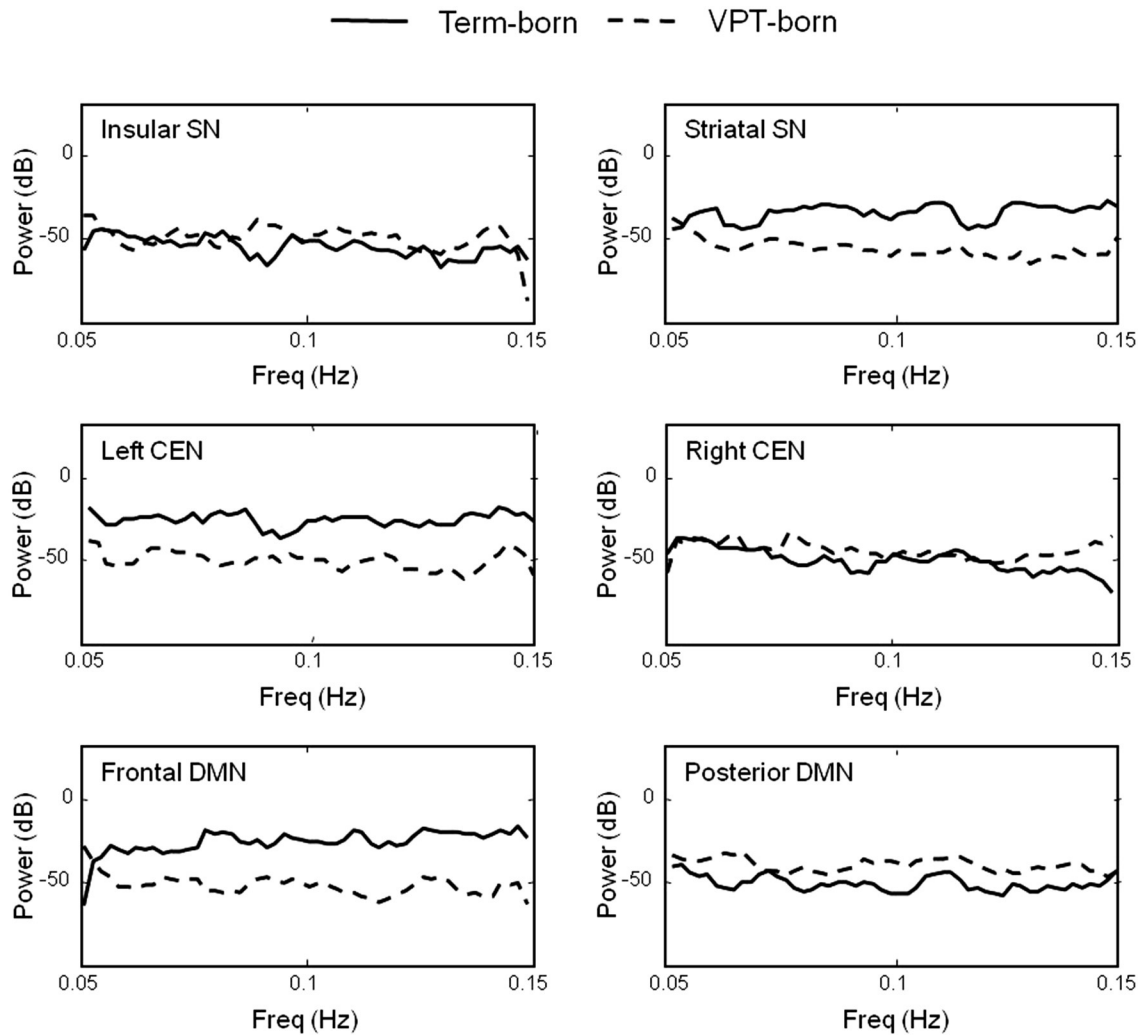 Term-born VPT-born
Insular SN
Power (dB)
0
-50
0.05 0.1 0.15
Freq (Hz)
Striatal SN
Power (dB)
0
-50
0.05 0.1 0.15
Freq (Hz)
Left CEN
Power (dB)
0
-50
0.05 0.1 0.15
Freq (Hz)
Right CEN
Power (dB)
0
-50
0.05 0.1 0.15
Freq (Hz)
Frontal DMN
Power (dB)
0
-50
0.05 0.1 0.15
Freq (Hz)
Posterior DMN
Power (dB)
0
-50
0.05 0.1 0.15
Freq (Hz)